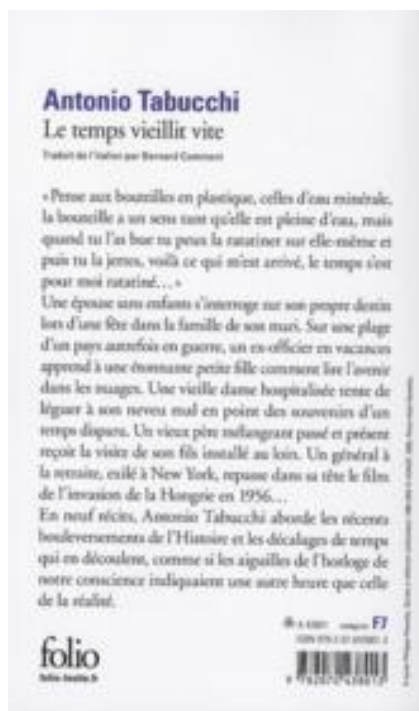 Antonio Tabucchi
Le temps vieillit vite
Traduit de l'italien par Bernard Comment
«Pense aux bouteilles en plastique, celles d'eau minérale,
la bouteille a un sens tant qu'elle est pleine d'eau, mais
quand tu l'as bue tu peux la ratatiner sur elle-même et
puis tu la jettes, voilà ce qui m'est arrivé, le temps s'est
pour moi ratatiné…»
Une épouse sans enfants s'interroge sur son propre destin
lors d'une fête dans la famille de son mari. Sur une plage
d'un pays autrefois en guerre, un ex-officier en vacances
apprend à une étonnante petite fille comment lire l'avenir
dans les nuages. Une vieille dame hospitalisée tente de
léguer à son neveu mal en point des souvenirs d'un
temps disparu. Un vieux père mélangeant passé et présent
reçoit la visite de son fils installé au loin. Un général à
la retraite, exilé à New York, repasse dans sa tête le film
de l'invasion de la Hongrie en 1956…
En neuf récits, Antonio Tabucchi aborde les récents
bouleversements de l'Histoire et les décalages de temps
qui en découlent, comme si les aiguilles de l'horloge de
notre conscience indiquaient une autre heure que celle
de la réalité.
folio
folio-lesite.fr
catégorie F7
ISBN